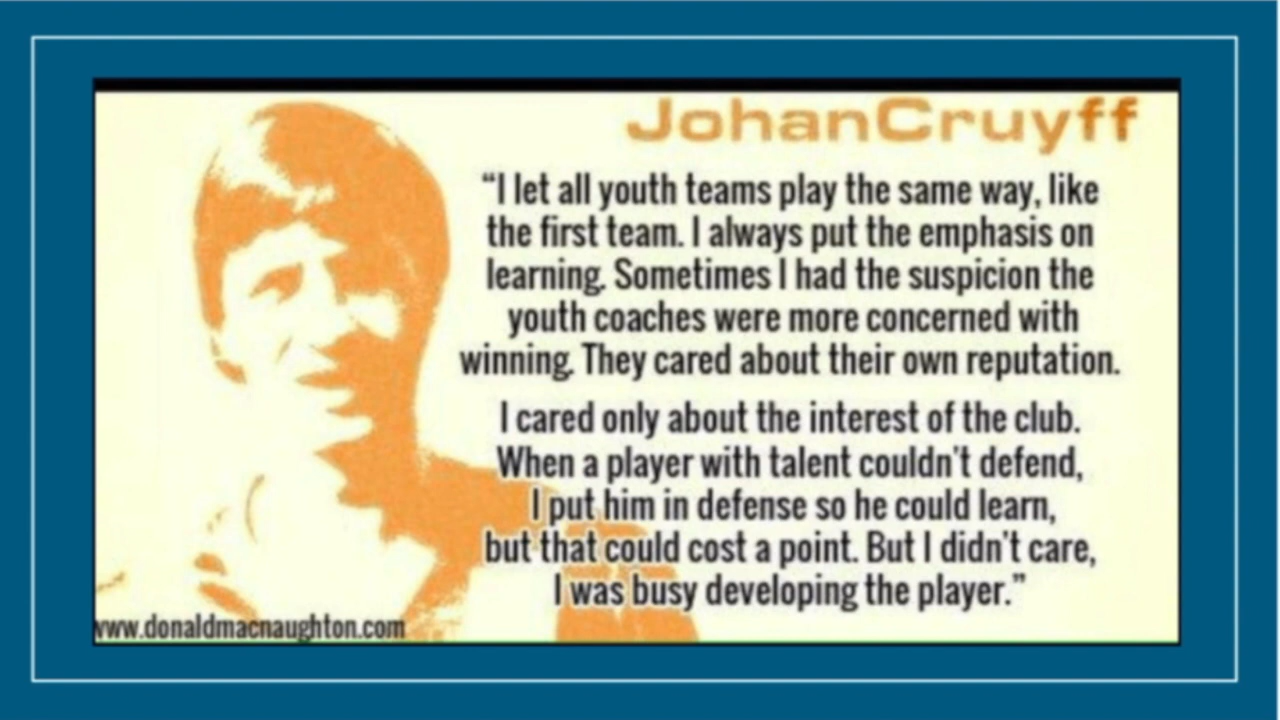 JohanCruyff
“I let all youth teams play the same way, like
the first team. I always put the emphasis on
learning. Sometimes I had the suspicion the
youth coaches were more concerned with
winning. They cared about their own reputation.
I cared only about the interest of the club.
When a player with talent couldn't defend,
I put him in defense so he could learn,
but that could cost a point. But I didn't care,
I was busy developing the player.”
www.donaldmacnaughton.com